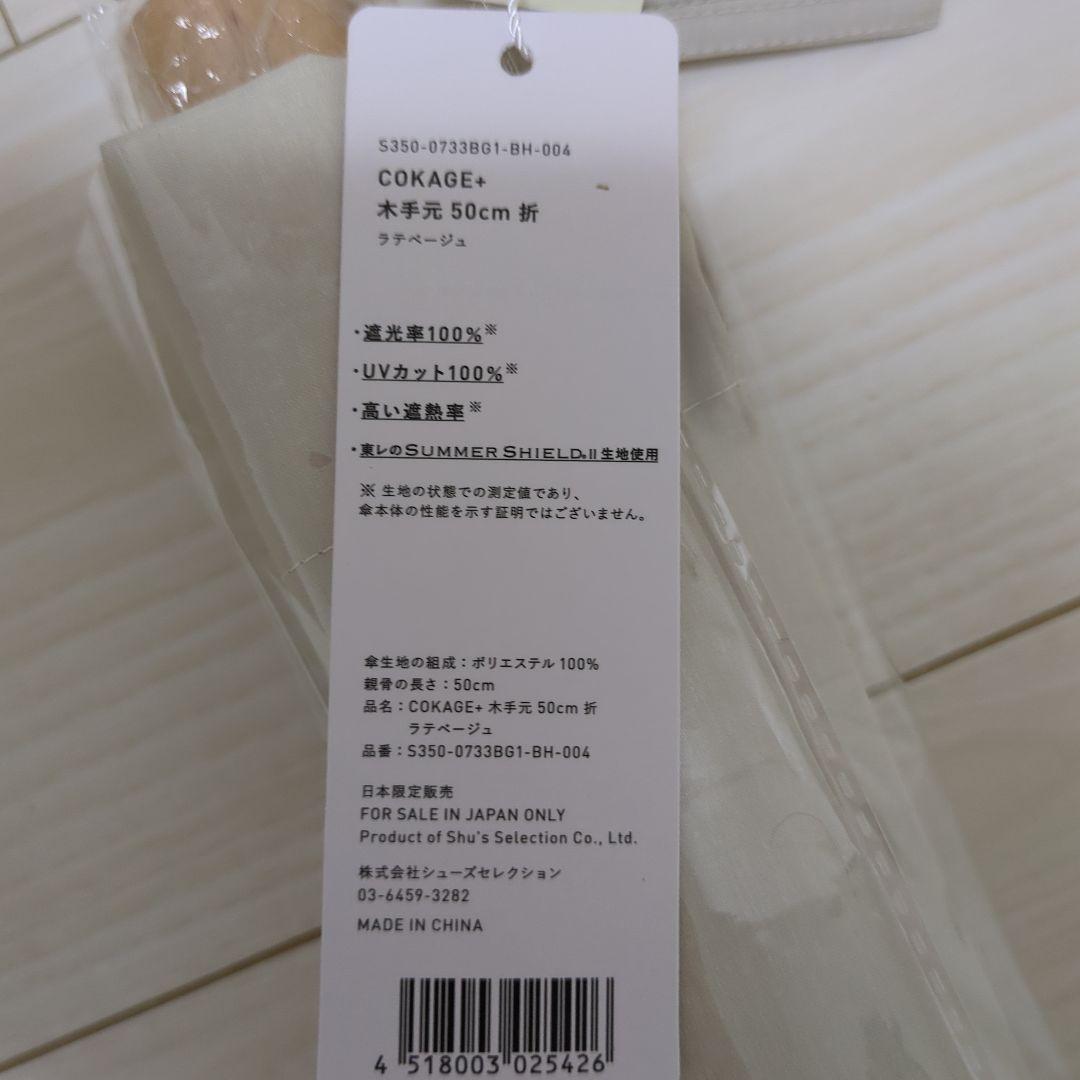 S350-0733BG1-BH-004
COKAGE+
木手元 50cm 折
ラテベージュ
・遮光率100%※
・UVカット100%※
・高い遮熱率※
・東レのSUMMER SHIELD®II生地使用
※ 生地の状態での測定値であり、
傘本体の性能を示す証明ではございません。
傘生地の組成：ポリエステル 100%
親骨の長さ：50cm
品名：COKAGE+ 木手元 50cm 折
ラテベージュ
品番：S350-0733BG1-BH-004
日本限定販売
FOR SALE IN JAPAN ONLY
Product of Shu's Selection Co., Ltd.
株式会社シューズセレクション
03-6459-3282
MADE IN CHINA
4 518003 025426